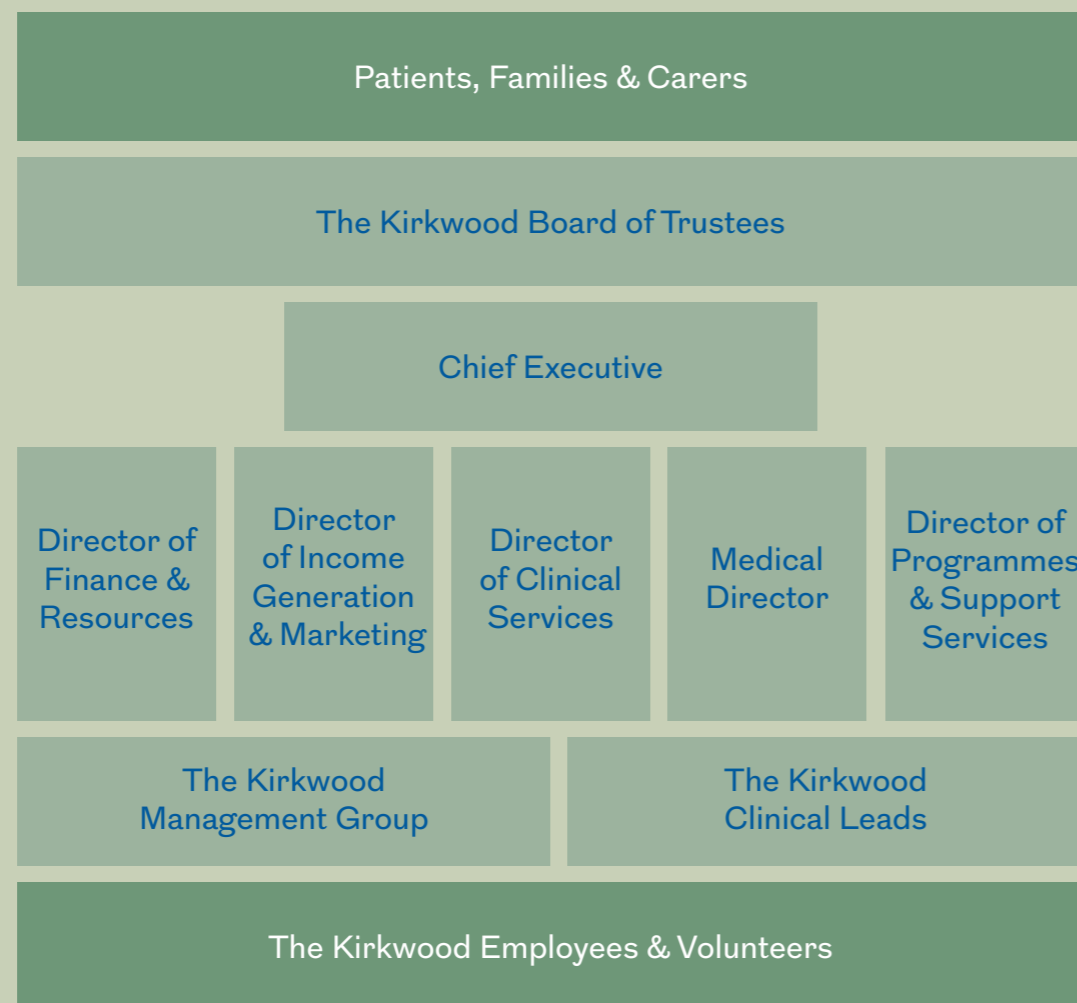 Patients, Families & Carers
The Kirkwood Board of Trustees
Chief Executive
Director of
Finance &
Resources
Director
of Income
Generation
& Marketing
Director
of Clinical
Services
Medical
Director
Director of
Programmes
& Support
Services
The Kirkwood
Management Group
The Kirkwood
Clinical Leads
The Kirkwood Employees & Volunteers